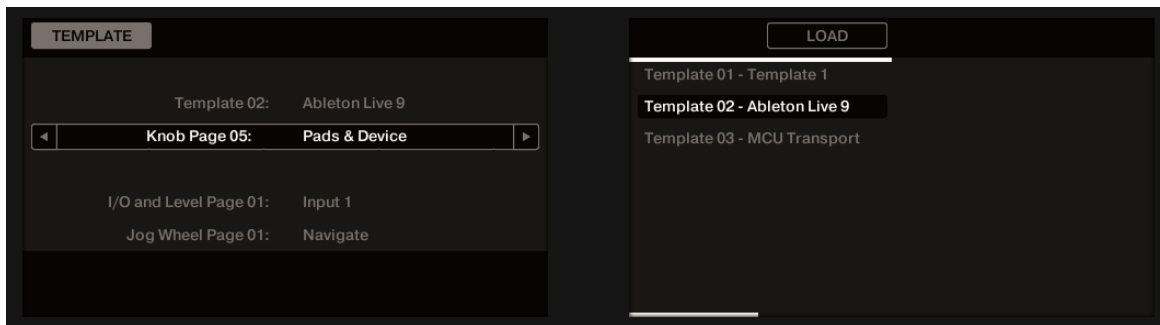 TEMPLATE
Template 02: Ableton Live 9
Knob Page 05: Pads & Device
I/O and Level Page 01: Input 1
Jog Wheel Page 01: Navigate
LOAD
Template 01 - Template 1
Template 02 - Ableton Live 9
Template 03 - MCU Transport